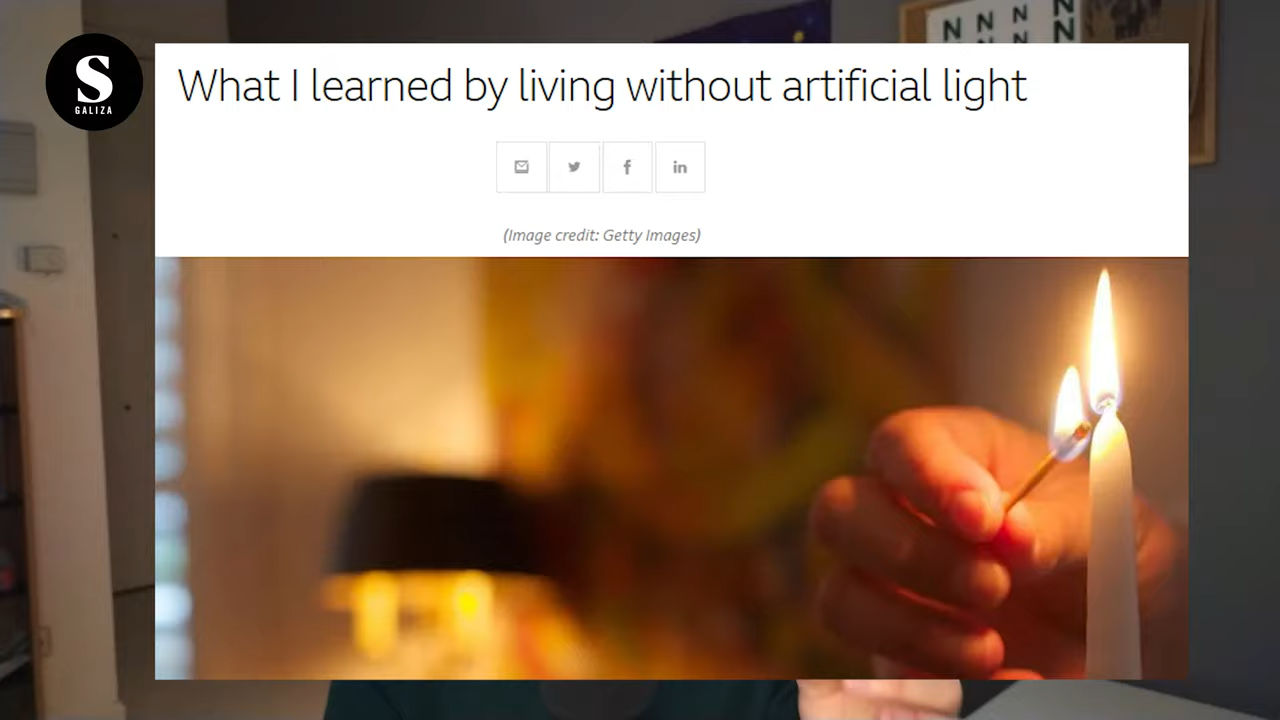 S
GALIZA
What I learned by living without artificial light
N N N N
N
(Image credit: Getty Images)